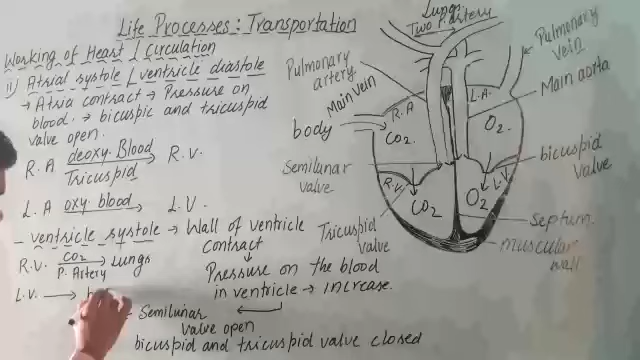 Life Processes : Transportation
Working of Heart / Circulation
ii) Atrial systole / ventricle diastole
→ Atria contract → Pressure on
blood. → bicuspic and tricuspid
valve open.
R.A deoxy. Blood R.V.
Tricuspid
L.A oxy. blood L.V.
- ventricle systole → Wall of ventricle
contract
R.V. CO2 Lungs
P. Artery
Pressure on the blood
in ventricle → increase.
L.V. →
Semilunar
valve open
bicuspid and tricuspid valve closed
Lungs
Two P. artery
Pulmonary
vein
Pulmonary
artery
Main vein
Main aorta
R.A
CO2.
L.A.
O2.
body
Semilunar
valve
bicuspid
valve
R.V.
CO2
L.V
O2
Tricuspid
valve
Septum
muscular
wall